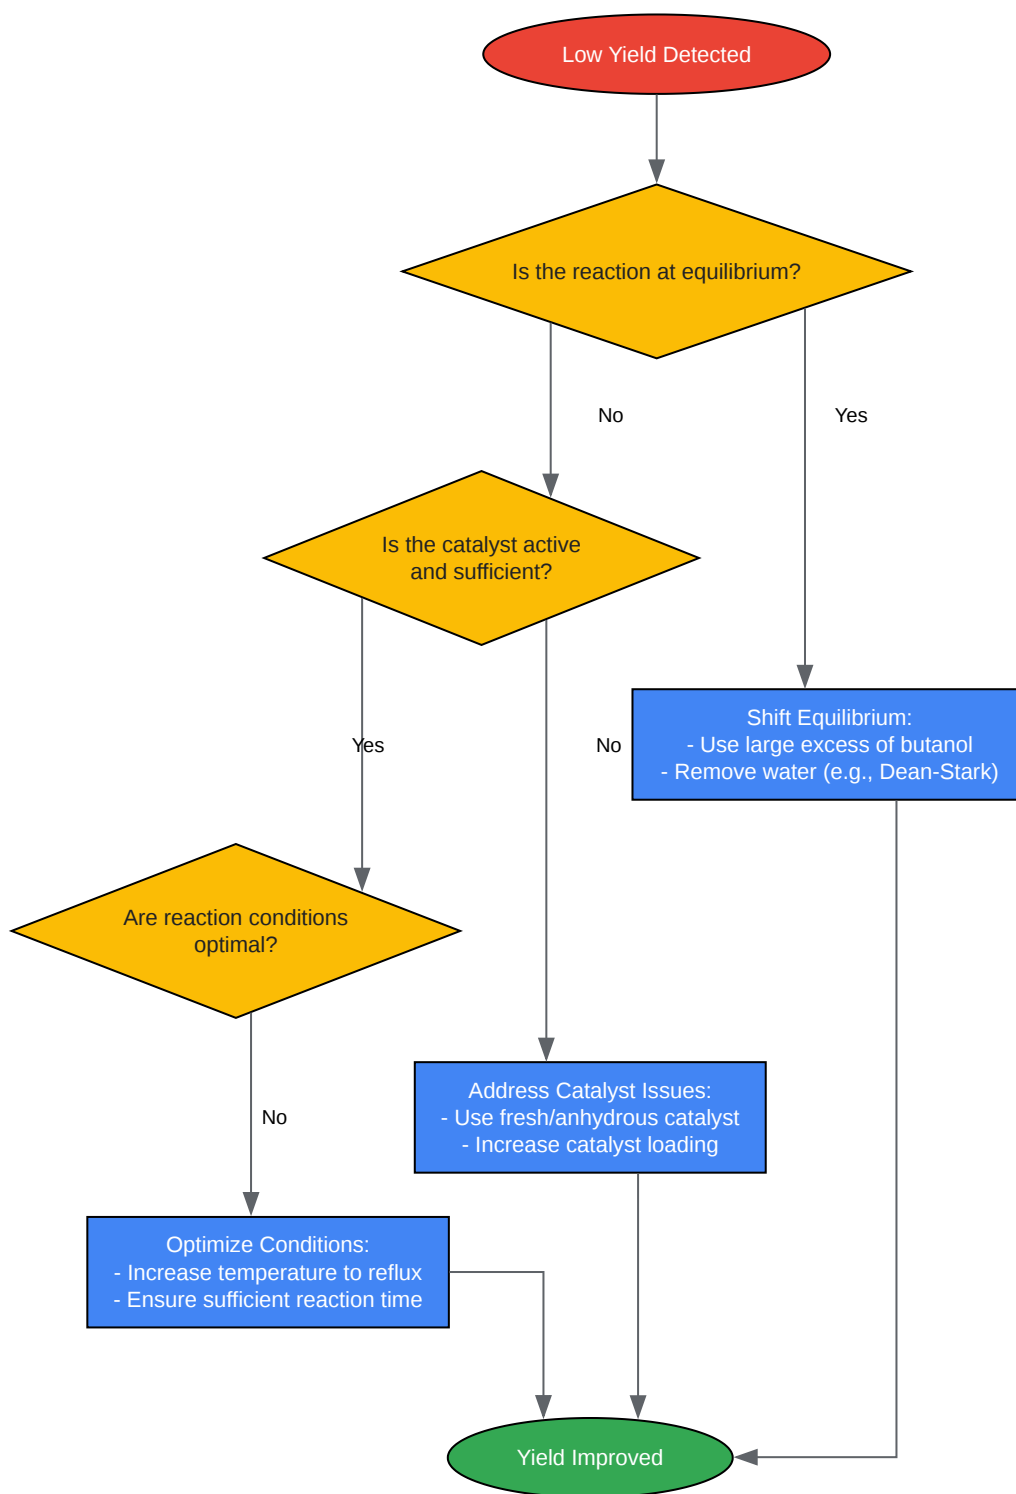 Low Yield Detected
Is the reaction at equilibrium?
No
Yes
Is the catalyst active
and sufficient?
Shift Equilibrium:
- Use large excess of butanol
- Remove water (e.g., Dean-Stark)
Yes
No
Are reaction conditions
optimal?
Address Catalyst Issues:
- Use fresh/anhydrous catalyst
- Increase catalyst loading
No
Optimize Conditions:
- Increase temperature to reflux
- Ensure sufficient reaction time
Yield Improved